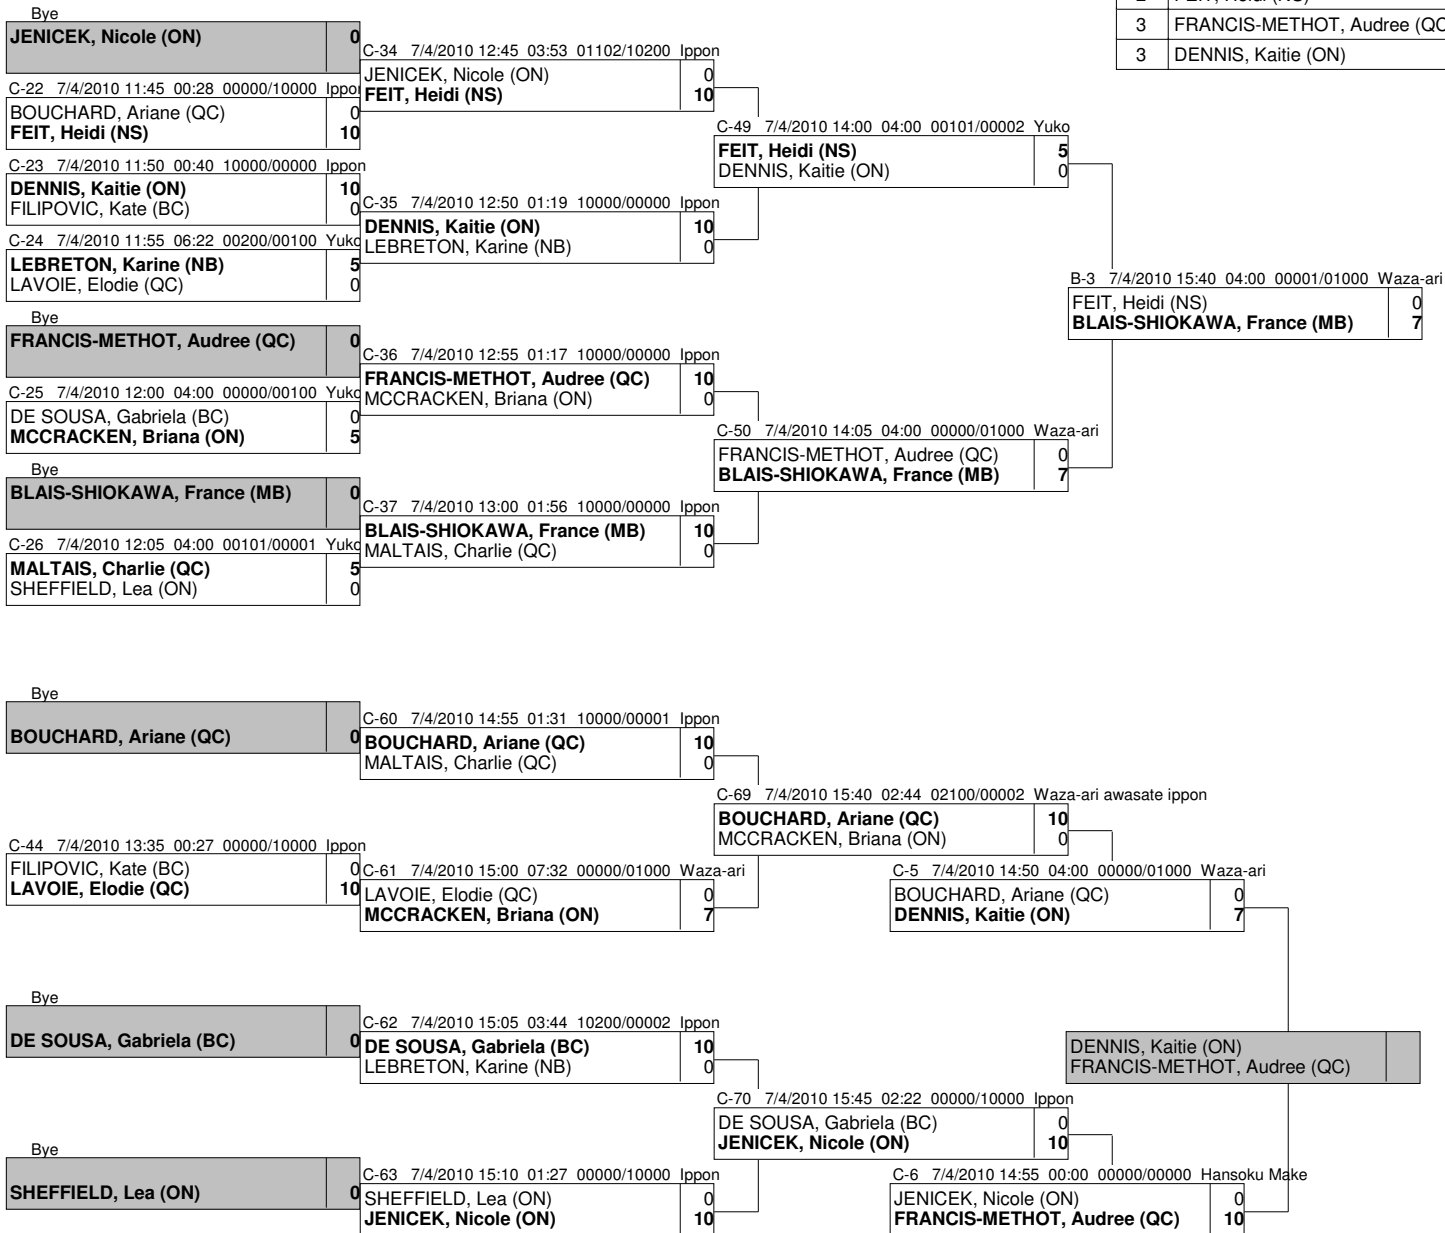 2 FEIT, Heidi (NS)
3 FRANCIS-METHOT, Audree (QC
3 DENNIS, Kaitie (ON)
Bye
JENICEK, Nicole (ON) 0
C-22 7/4/2010 11:45 00:28 00000/10000 Ippon
BOUCHARD, Ariane (QC) 0
FEIT, Heidi (NS) 10
C-23 7/4/2010 11:50 00:40 10000/00000 Ippon
DENNIS, Kaitie (ON) 10
FILIPOVIC, Kate (BC) 0
C-24 7/4/2010 11:55 06:22 00200/00100 Yuko
LEBRETON, Karine (NB) 5
LAVOIE, Elodie (QC) 0
Bye
FRANCIS-METHOT, Audree (QC) 0
C-25 7/4/2010 12:00 04:00 00000/00100 Yuko
DE SOUSA, Gabriela (BC) 0
MCCRACKEN, Briana (ON) 5
Bye
BLAIS-SHIOKAWA, France (MB) 0
C-26 7/4/2010 12:05 04:00 00101/00001 Yuko
MALTAIS, Charlie (QC) 5
SHEFFIELD, Lea (ON) 0
C-34 7/4/2010 12:45 03:53 01102/10200 Ippon
JENICEK, Nicole (ON) 0
FEIT, Heidi (NS) 10
C-35 7/4/2010 12:50 01:19 10000/00000 Ippon
DENNIS, Kaitie (ON) 10
LEBRETON, Karine (NB) 0
C-36 7/4/2010 12:55 01:17 10000/00000 Ippon
FRANCIS-METHOT, Audree (QC) 10
MCCRACKEN, Briana (ON) 0
C-37 7/4/2010 13:00 01:56 10000/00000 Ippon
BLAIS-SHIOKAWA, France (MB) 10
MALTAIS, Charlie (QC) 0
C-49 7/4/2010 14:00 04:00 00101/00002 Yuko
FEIT, Heidi (NS) 5
DENNIS, Kaitie (ON) 0
C-50 7/4/2010 14:05 04:00 00000/01000 Waza-ari
FRANCIS-METHOT, Audree (QC) 0
BLAIS-SHIOKAWA, France (MB) 7
B-3 7/4/2010 15:40 04:00 00001/01000 Waza-ari
FEIT, Heidi (NS) 0
BLAIS-SHIOKAWA, France (MB) 7
Bye
BOUCHARD, Ariane (QC) 0
C-44 7/4/2010 13:35 00:27 00000/10000 Ippon
FILIPOVIC, Kate (BC) 0
LAVOIE, Elodie (QC) 10
Bye
DE SOUSA, Gabriela (BC) 0
Bye
SHEFFIELD, Lea (ON) 0
C-60 7/4/2010 14:55 01:31 10000/00001 Ippon
BOUCHARD, Ariane (QC) 10
MALTAIS, Charlie (QC) 0
C-61 7/4/2010 15:00 07:32 00000/01000 Waza-ari
LAVOIE, Elodie (QC) 0
MCCRACKEN, Briana (ON) 7
C-62 7/4/2010 15:05 03:44 10200/00002 Ippon
DE SOUSA, Gabriela (BC) 10
LEBRETON, Karine (NB) 0
C-63 7/4/2010 15:10 01:27 00000/10000 Ippon
SHEFFIELD, Lea (ON) 0
JENICEK, Nicole (ON) 10
C-69 7/4/2010 15:40 02:44 02100/00002 Waza-ari awasate ippon
BOUCHARD, Ariane (QC) 10
MCCRACKEN, Briana (ON) 0
C-70 7/4/2010 15:45 02:22 00000/10000 Ippon
DE SOUSA, Gabriela (BC) 0
JENICEK, Nicole (ON) 10
C-5 7/4/2010 14:50 04:00 00000/01000 Waza-ari
BOUCHARD, Ariane (QC) 0
DENNIS, Kaitie (ON) 7
C-6 7/4/2010 14:55 00:00 00000/00000 Hansoku Make
JENICEK, Nicole (ON) 0
FRANCIS-METHOT, Audree (QC) 10
DENNIS, Kaitie (ON)
FRANCIS-METHOT, Audree (QC)